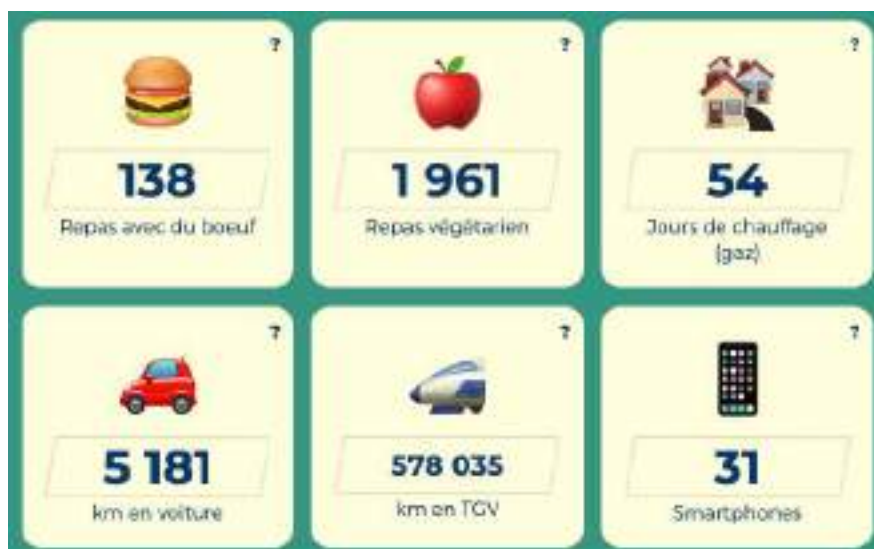 ?
?
?
138
Repas avec du boeuf
1 961
Repas végétarien
54
Jours de chauffage
(gaz)
?
?
?
5 181
km en voiture
578 035
km en TGV
31
Smartphones